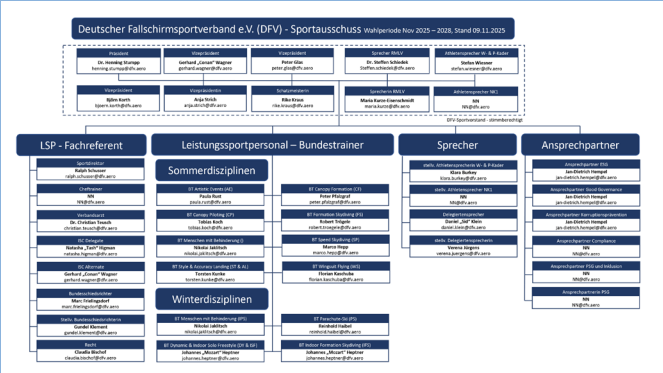 Deutscher Fallschirmsportverband e.V. (DFV) - Sportausschuss Wahlperiode Nov 2025 – 2028, Stand 09.11.2025
Präsident
Dr. Henning Stumpp
henning.stumpp@dfv.aero
Vizepräsident
Gerhard „Conan“ Wagner
gerhard.wagner@dfv.aero
Vizepräsident
Peter Glas
peter.glas@dfv.aero
Sprecher RMLV
Dr. Steffen Schiedek
Steffen.schiedek@dfv.aero
Athletensprecher W- & P-Kader
Stefan Wiesner
stefan.wiesner@dfv.aero
Vizepräsident
Björn Korth
bjoern.korth@dfv.aero
Vizepräsidentin
Anja Strich
anja.strich@dfv.aero
Schatzmeisterin
Rike Kraus
rike.kraus@dfv.aero
Sprecherin RMLV
Maria Kurze-Eisenschmidt
maria.kurze@dfv.aero
Athletensprecher NK1
NN
NN@dfv.aero
DFV-Sportvorstand - stimmberechtigt
LSP - Fachreferent
Sportdirektor
Ralph Schusser
ralph.schusser@dfv.aero
Cheftrainer
NN
NN@dfv.aero
Verbandsarzt
Dr. Christian Teusch
christian.teusch@dfv.aero
ISC Delegate
Natasha „Tash“ Higman
natasha.higman@dfv.aero
ISC Alternate
Gerhard „Conan“ Wagner
gerhard.wagner@dfv.aero
Bundesschiedsrichter
Marc Frielingsdorf
marc.frielingsdorf@dfv.aero
Stellv. Bundesschiedsrichterin
Gundel Klement
gundel.klement@dfv.aero
Recht
Claudia Bischof
claudia.bischof@dfv.aero
Leistungssportpersonal – Bundestrainer
Sommerdisziplinen
BT Artistic Events (AE)
Paula Rust
paula.rust@dfv.aero
BT Canopy Formation (CF)
Peter Pfalzgraf
peter.pfalzgraf@dfv.aero
BT Canopy Piloting (CP)
Tobias Koch
tobias.koch@dfv.aero
BT Formation Skydiving (FS)
Robert Trögele
robert.troegele@dfv.aero
BT Menschen mit Behinderung ()
Nikolai Jaklitsch
nikolai.jaklitsch@dfv.aero
BT Speed Skydiving (SP)
Marco Hepp
marco.hepp@dfv.aero
BT Style & Accuracy Landing (ST & AL)
Torsten Kunke
torsten.kunke@dfv.aero
BT Wingsuit Flying (WS)
Florian Kaschuba
florian.kaschuba@dfv.aero
Winterdisziplinen
BT Menschen mit Behinderung (IPS)
Nikolai Jaklitsch
nikolai.jaklitsch@dfv.aero
BT Parachute-Ski (PS)
Reinhold Haibel
reinhold.haibel@dfv.aero
BT Dynamic & Indoor Solo Freestyle (DY & ISF)
Johannes „Mozart“ Heptner
johannes.heptner@dfv.aero
BT Indoor Formation Skydiving (IFS)
Johannes „Mozart“ Heptner
johannes.heptner@dfv.aero
Sprecher
stellv. Athletensprecherin W- & P-Kader
Klara Burkey
klara.burkey@dfv.aero
stellv. Athletensprecher NK1
NN
NN@dfv.aero
Delegiertensprecher
Daniel „Sid“ Klein
daniel.klein@dfv.aero
stellv. Delegiertensprecherin
Verena Jürgens
verena.juergens@dfv.aero
Ansprechpartner
Ansprechpartner ESG
Jan-Dietrich Hempel
jan-dietrich.hempel@dfv.aero
Ansprechpartner Good Governance
Jan-Dietrich Hempel
jan-dietrich.hempel@dfv.aero
Ansprechpartner Korruptionsprävention
Jan-Dietrich Hempel
jan-dietrich.hempel@dfv.aero
Ansprechpartner Compliance
NN
NN@dfv.aero
Ansprechpartner PSG und Inklusion
NN
NN@dfv.aero
Ansprechpartnerin PSG
NN
NN@dfv.aero